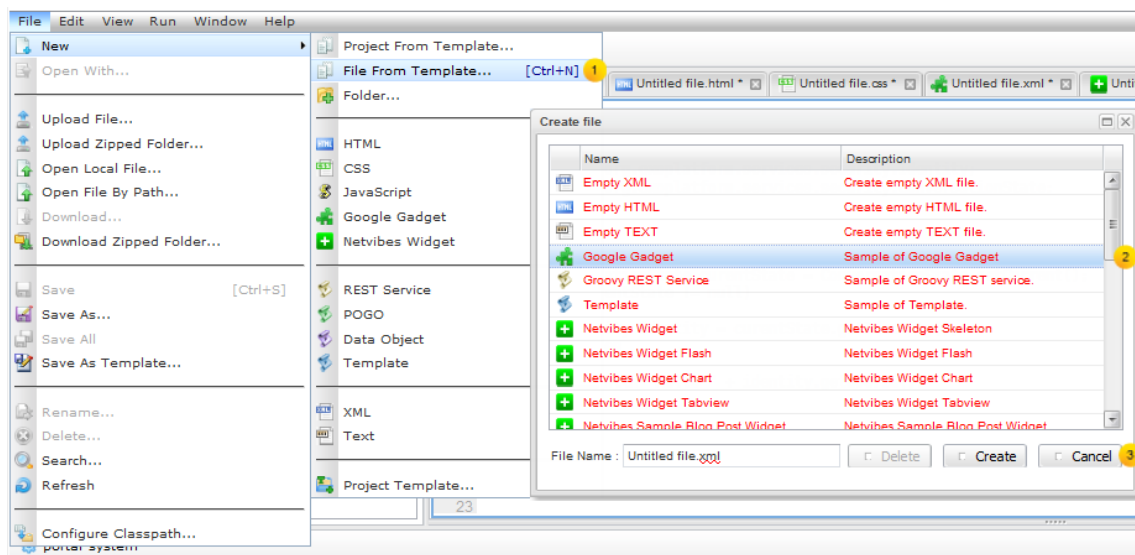 File Edit View Run Window Help
New
Open With...
Upload File...
Upload Zipped Folder...
Open Local File...
Open File By Path...
Download...
Download Zipped Folder...
Save [Ctrl+S]
Save As...
Save All
Save As Template...
Rename...
Delete...
Search...
Refresh
Configure Classpath...
portal system
Project From Template...
File From Template... [Ctrl+N] 1
Folder...
HTML
CSS
JavaScript
Google Gadget
Netvibes Widget
REST Service
POGO
Data Object
Template
XML
Text
Project Template...
Untitled file.html * Untitled file.css * Untitled file.xml * Unti
Create file
Name Description
Empty XML Create empty XML file.
Empty HTML Create empty HTML file.
Empty TEXT Create empty TEXT file.
Google Gadget Sample of Google Gadget 2
Groovy REST Service Sample of Groovy REST service.
Template Sample of Template.
Netvibes Widget Netvibes Widget Skeleton
Netvibes Widget Flash Netvibes Widget Flash
Netvibes Widget Chart Netvibes Widget Chart
Netvibes Widget Tabview Netvibes Widget Tabview
Netvibes Sample Blog Post Widget Netvibes Sample Blog Post Widget
File Name : Untitled file.xml Delete Create Cancel 3
23